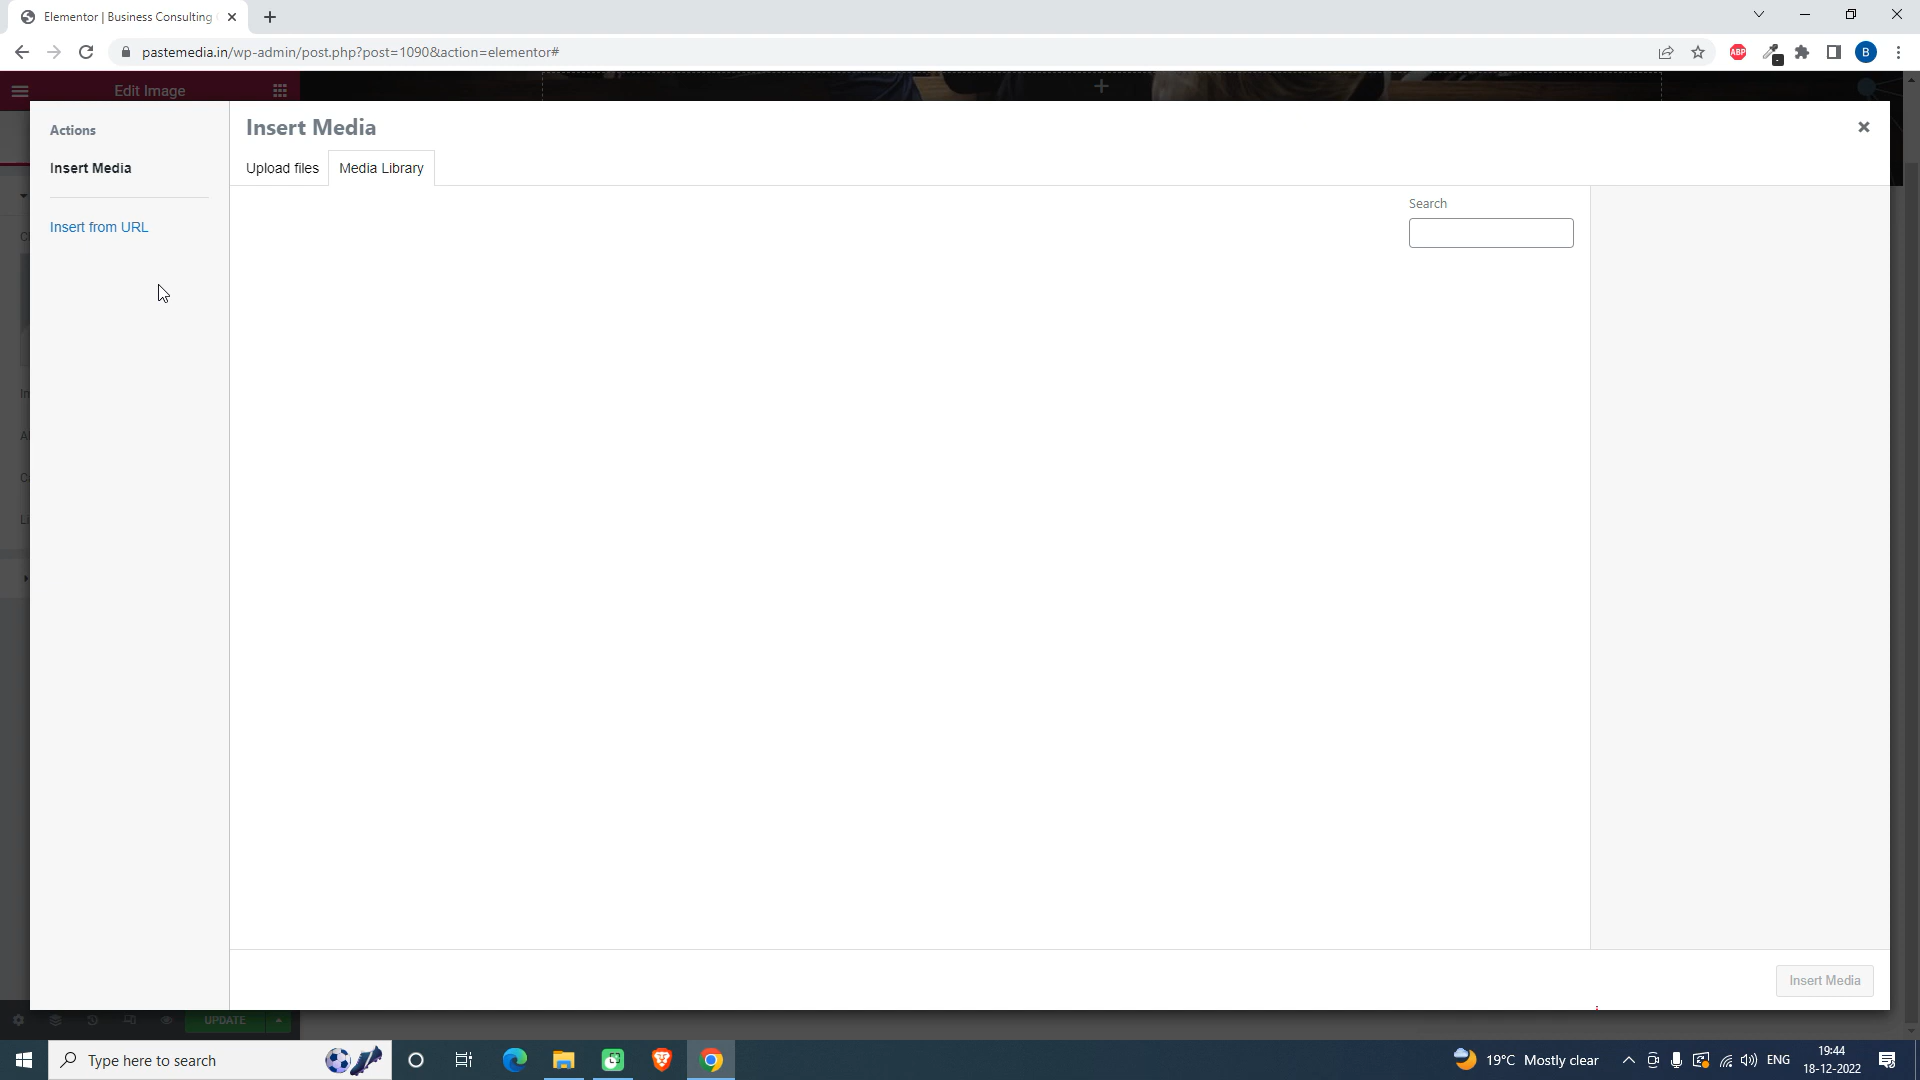 Elementor | Business Consulting
pastemedia.in/wp-admin/post.php?post=1090&action=elementor#
ABP
B
Edit Image
Actions
Insert Media
Insert from URL
Insert Media
Upload files
Media Library
Search
Insert Media
UPDATE
Type here to search
19°C Mostly clear
ENG
19:44
18-12-2022